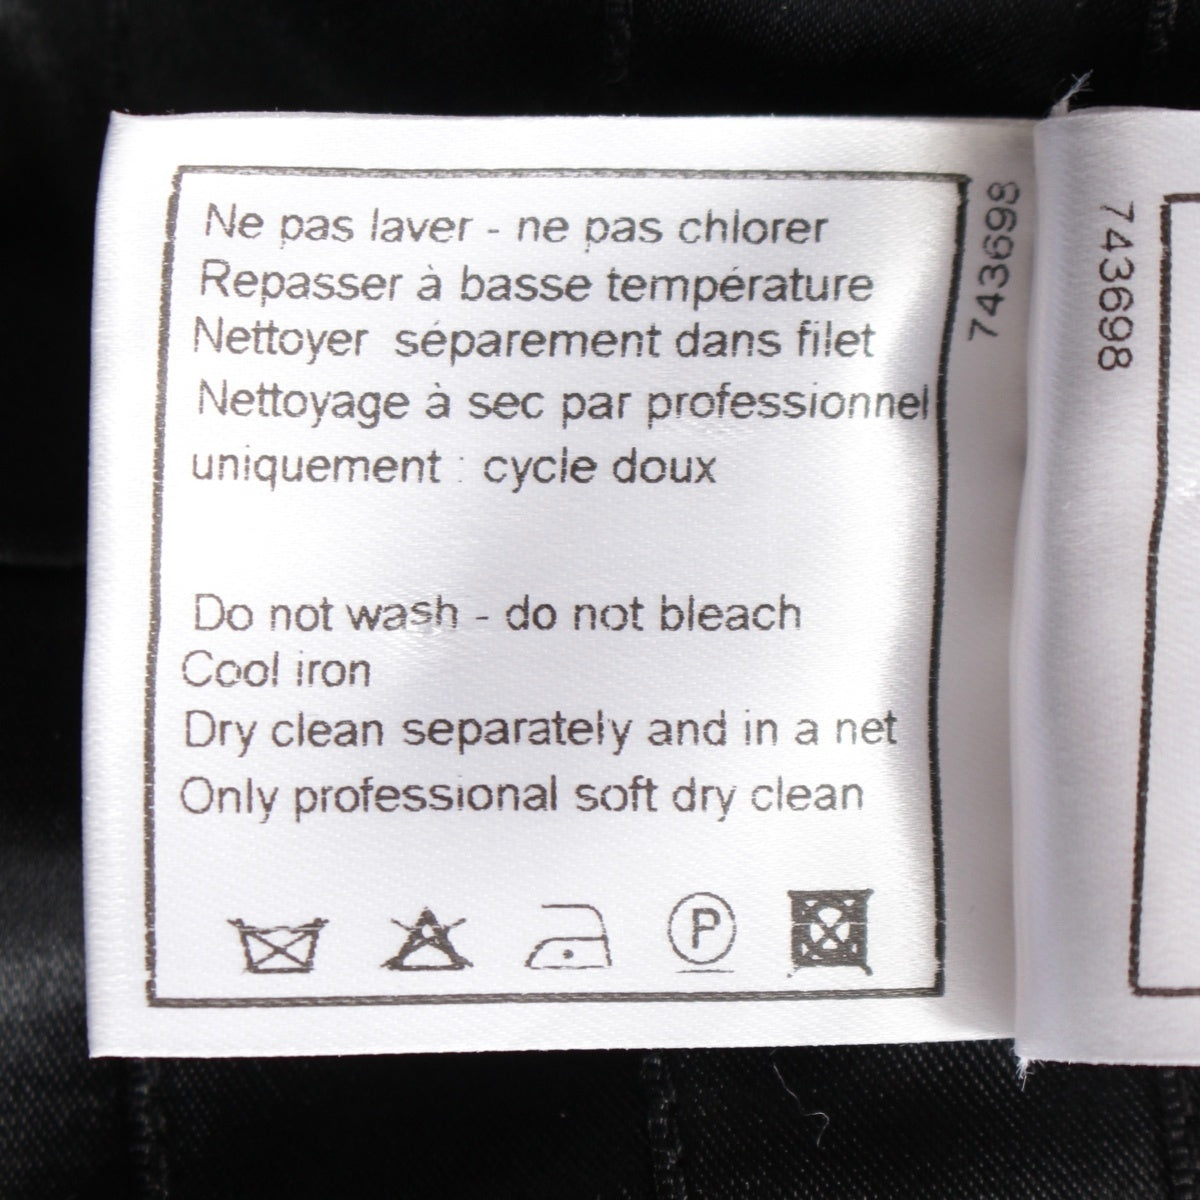 Ne pas laver - ne pas chlorer
Repasser à basse température
Nettoyer séparement dans filet
Nettoyage à sec par professionnel
uniquement : cycle doux
Do not wash - do not bleach
Cool iron
Dry clean separately and in a net
Only professional soft dry clean
P
743698
743698